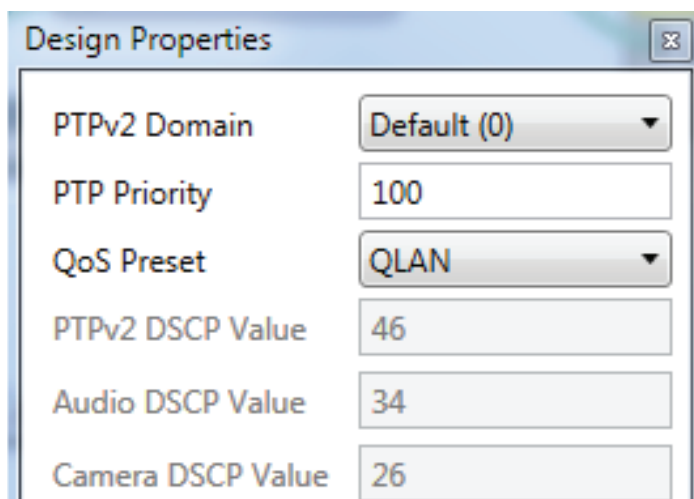 Design Properties
PTPv2 Domain Default (0)
PTP Priority 100
QoS Preset QLAN
PTPv2 DSCP Value 46
Audio DSCP Value 34
Camera DSCP Value 26